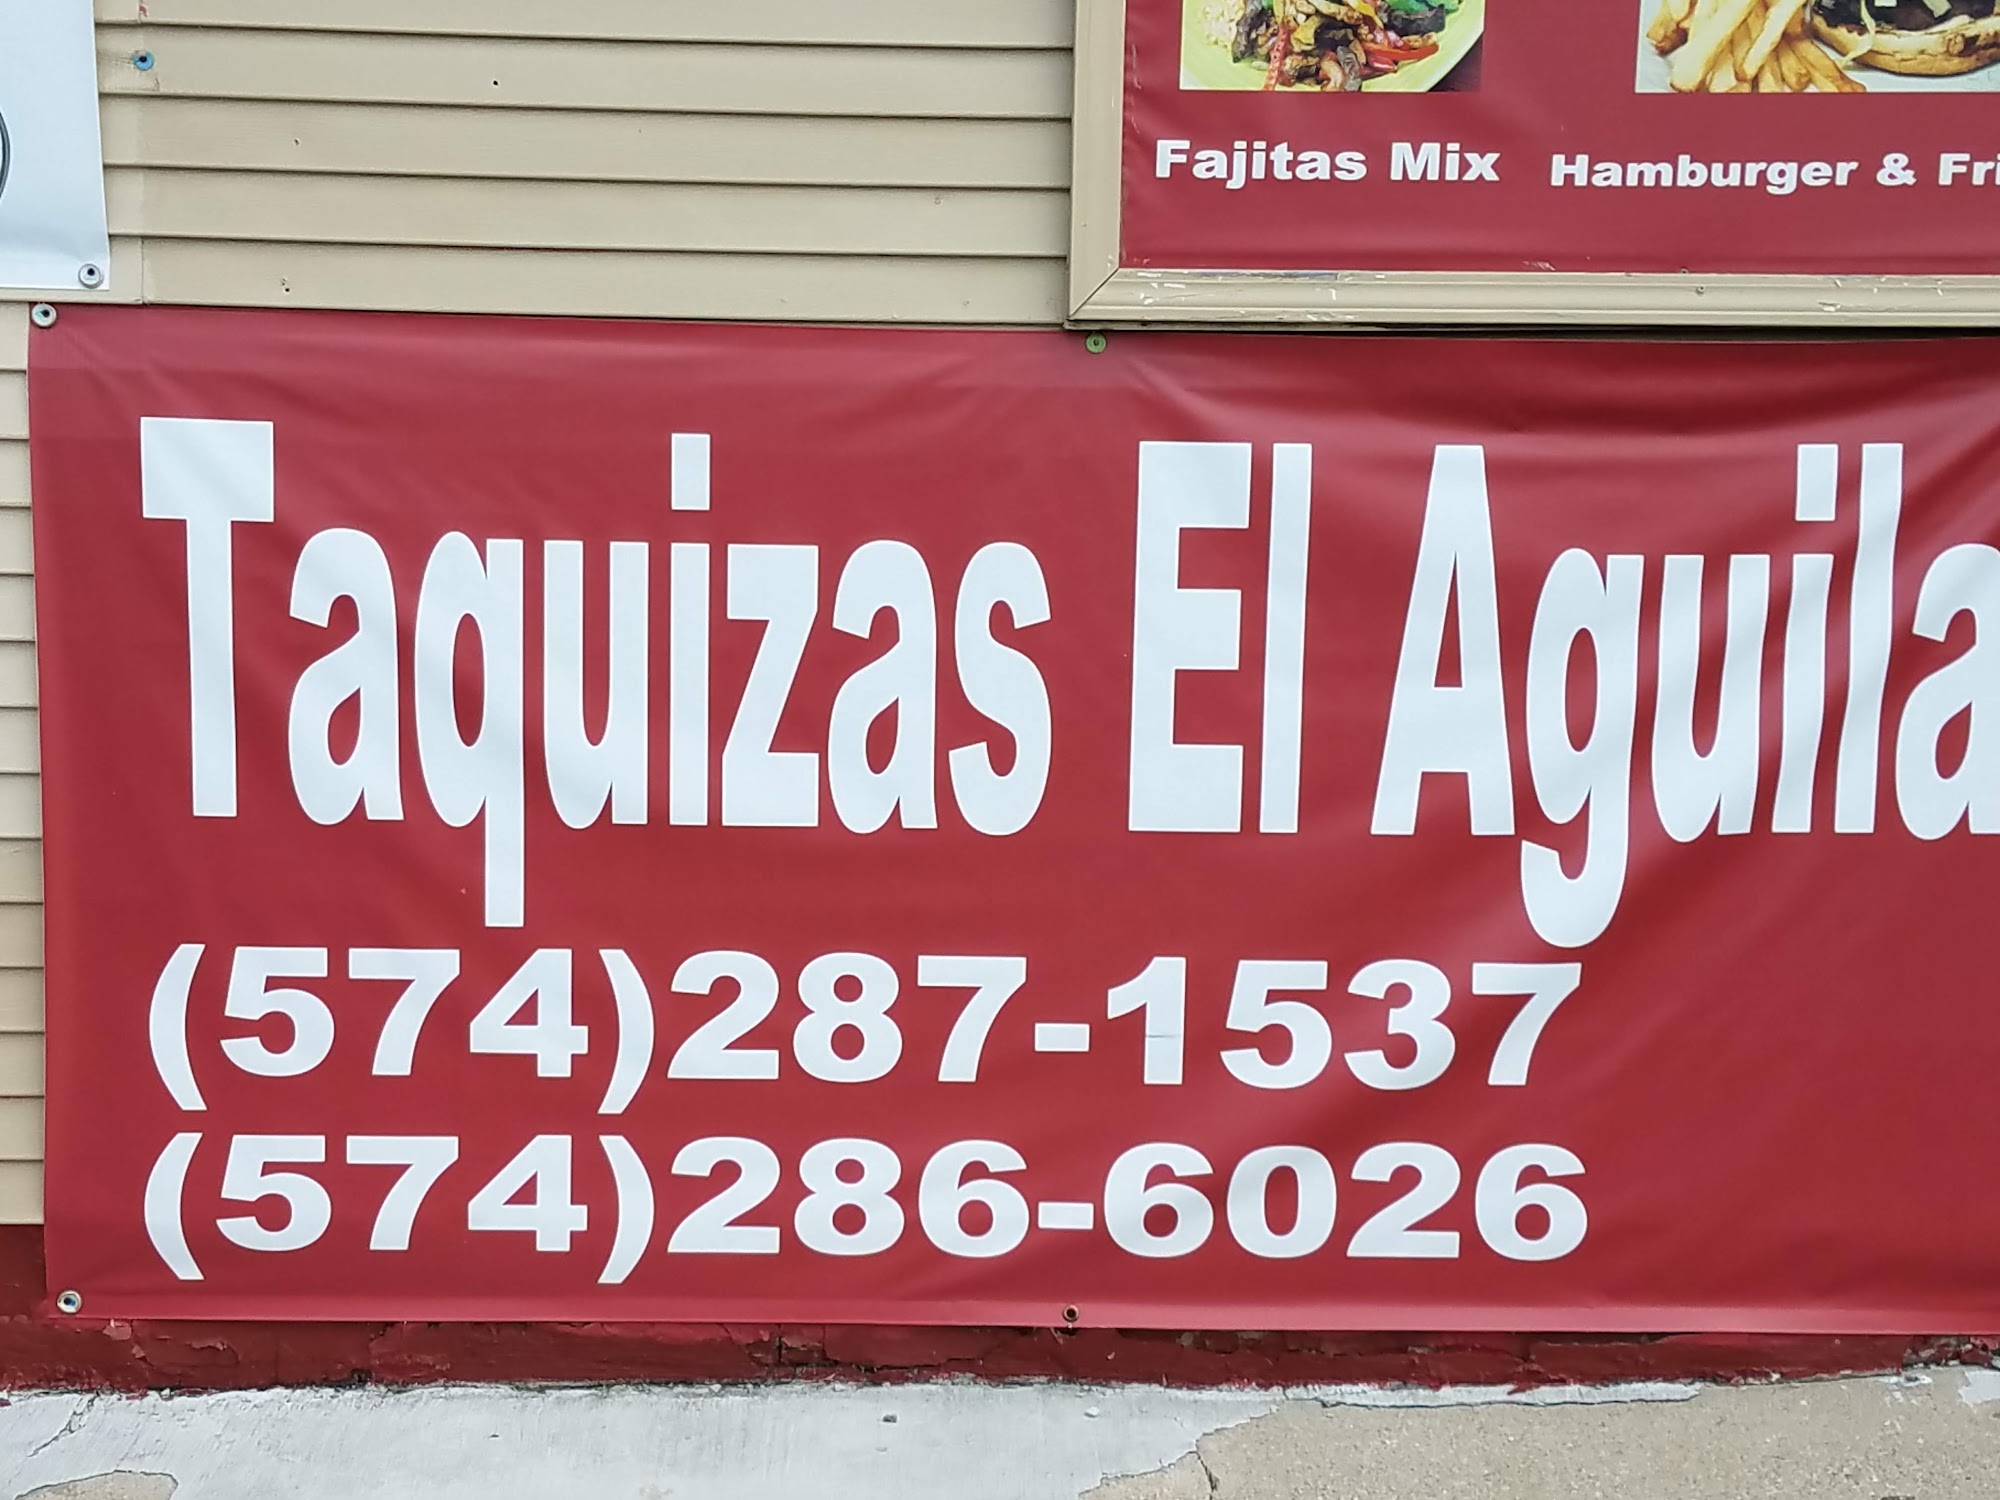 Fajitas Mix
Hamburger & Fri
Taquizas El Aguila
(574)287-1537
(574)286-6026